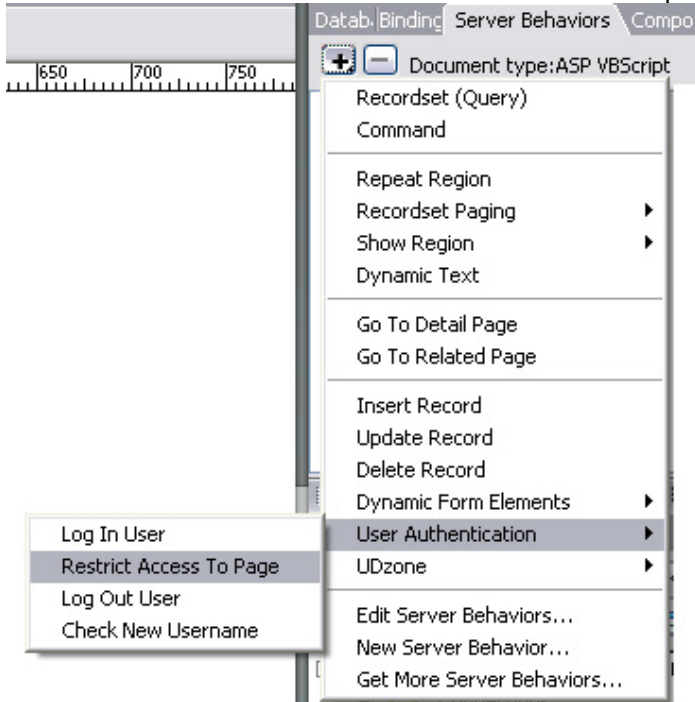 Datab Binding Server Behaviors Compo
Document type:ASP VBScript
650 700 750
Recordset (Query)
Command
Repeat Region
Recordset Paging
Show Region
Dynamic Text
Go To Detail Page
Go To Related Page
Insert Record
Update Record
Delete Record
Dynamic Form Elements
User Authentication
UDzone
Edit Server Behaviors...
New Server Behavior...
Get More Server Behaviors...
Log In User
Restrict Access To Page
Log Out User
Check New Username